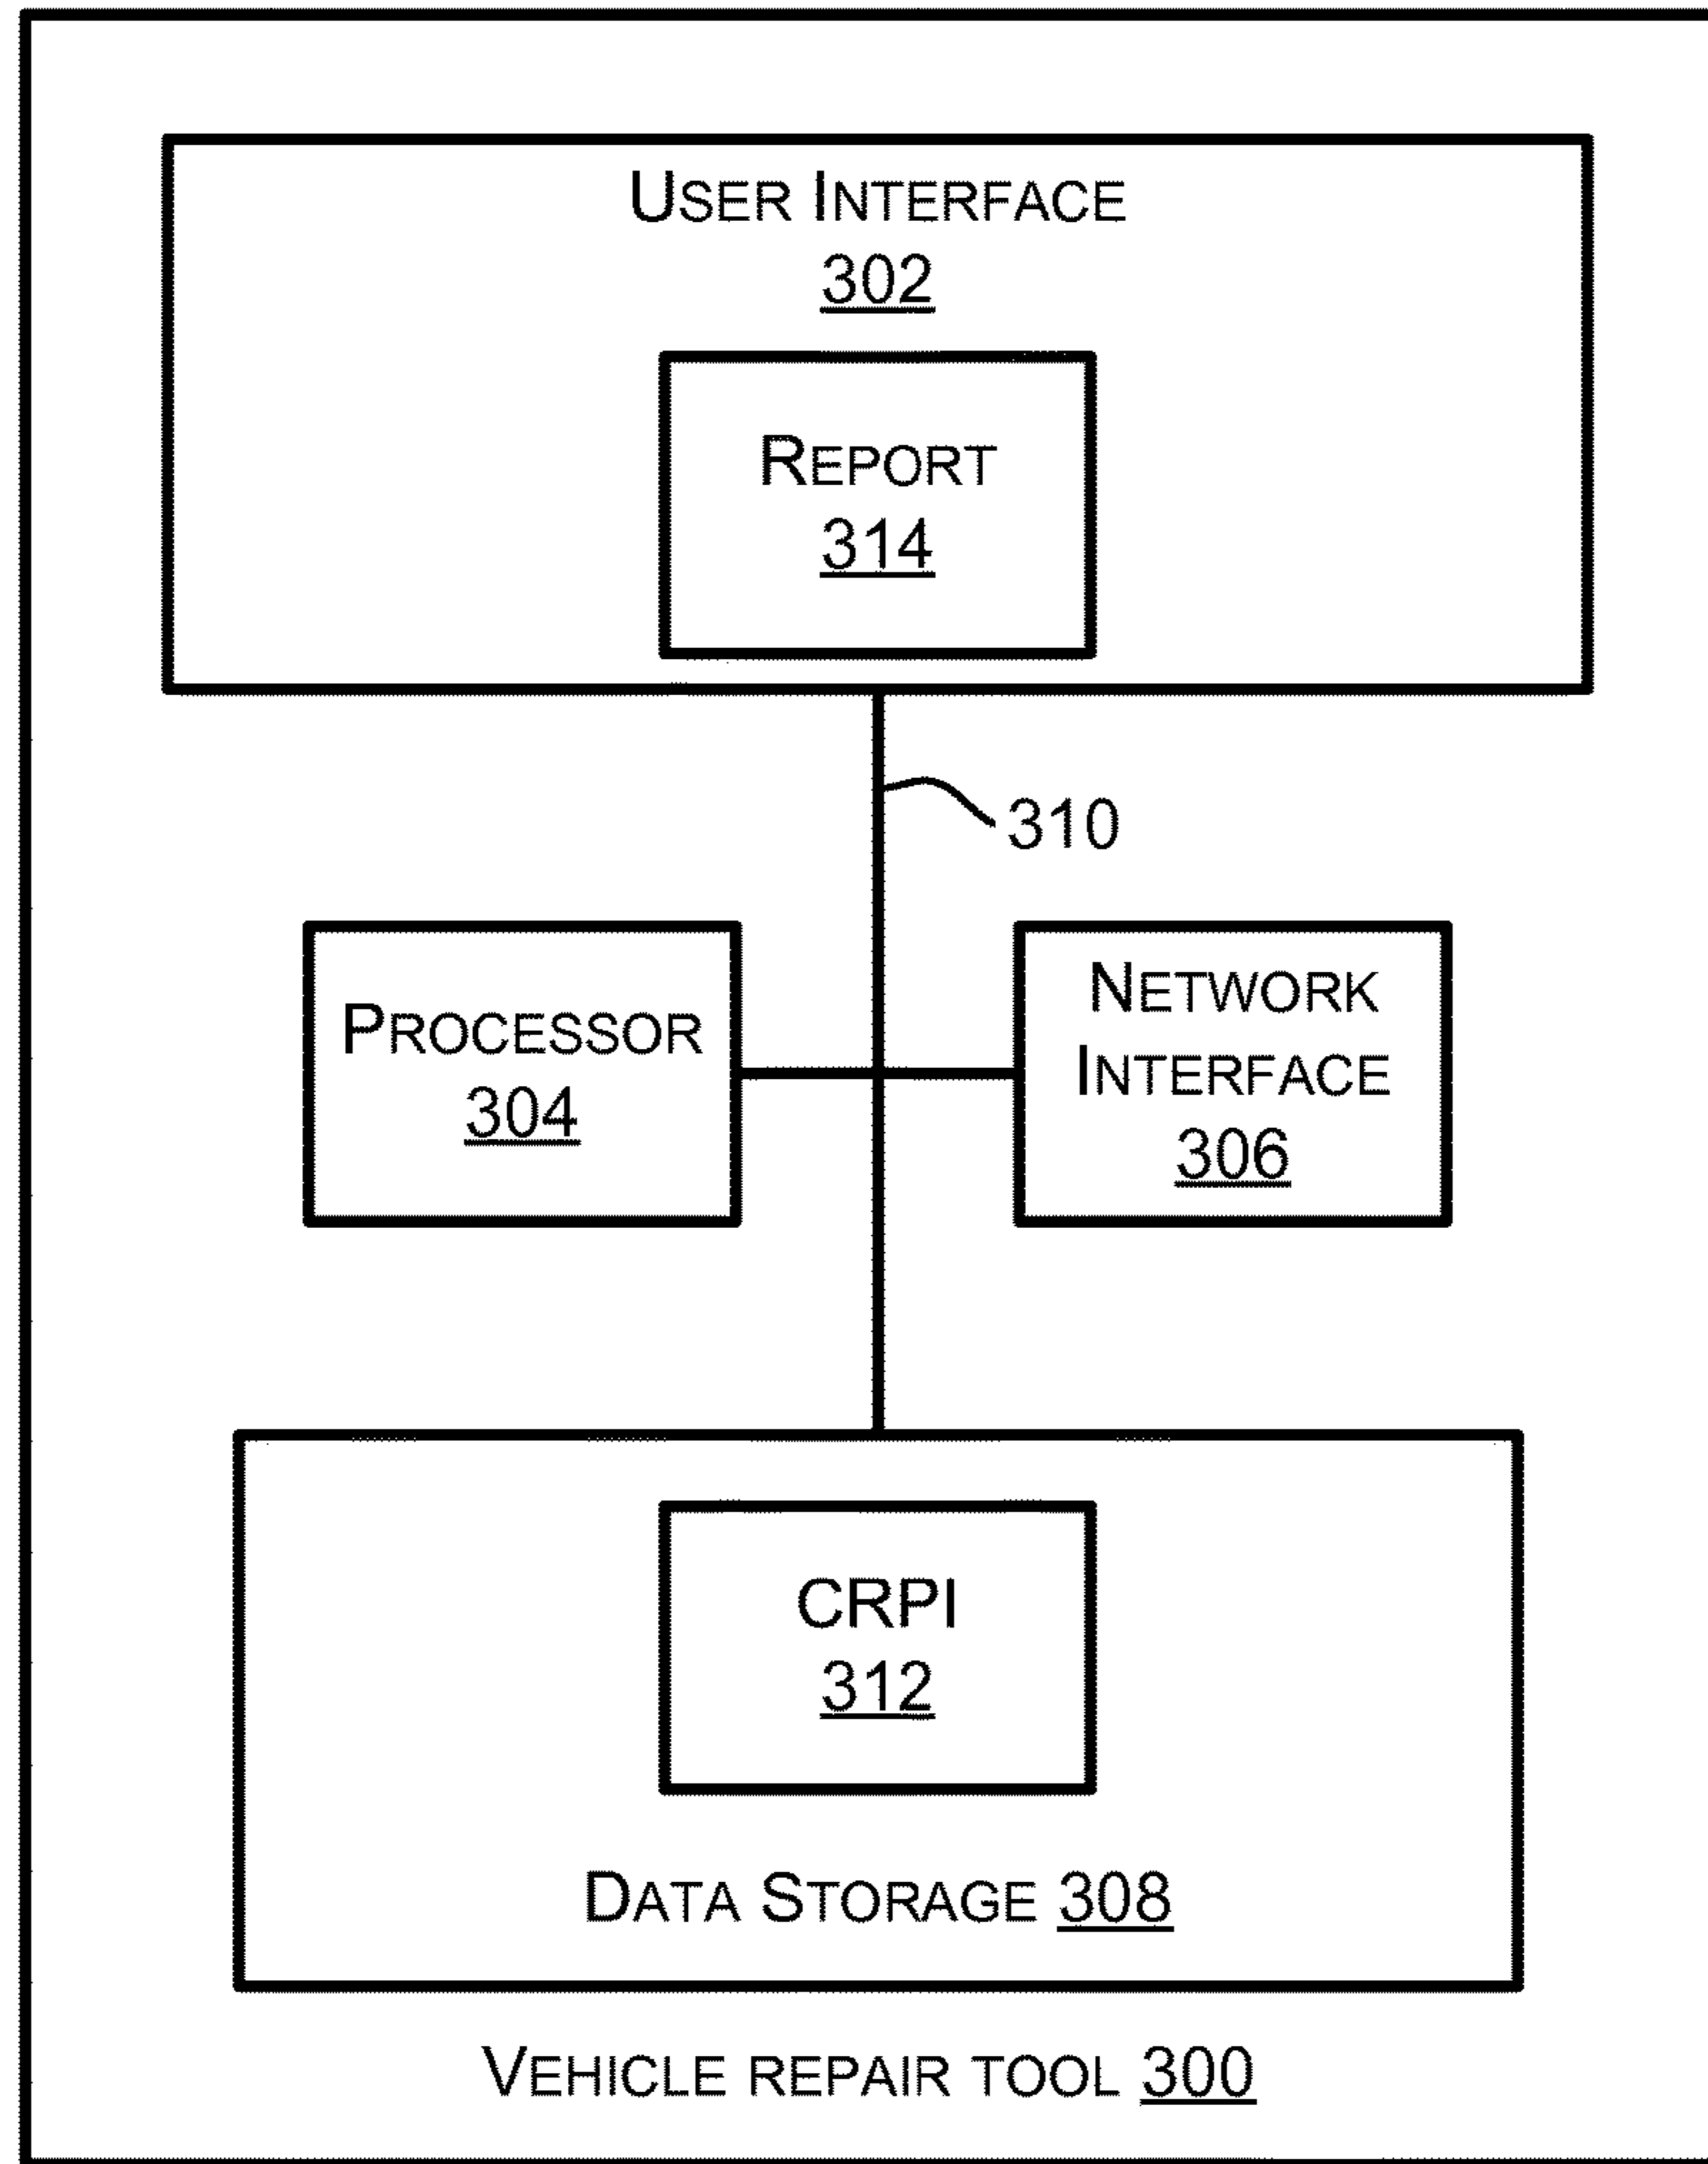 USER INTERFACE
302
REPORT
314
310
PROCESSOR
304
NETWORK
INTERFACE
306
CRPI
312
DATA STORAGE 308
VEHICLE REPAIR TOOL 300